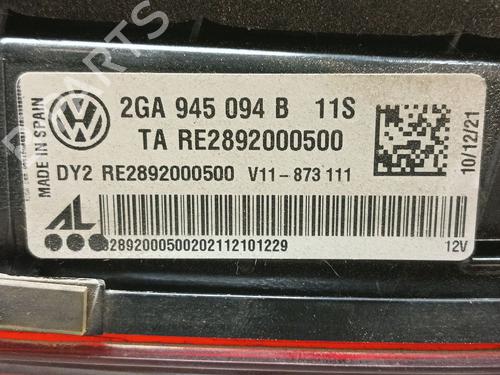 MADE IN SPAIN
2GA 945 094 B 11S
TA RE2892000500
10/12/21
DY2 RE2892000500 V11-873 111
AL
2892000500202112101229
12V